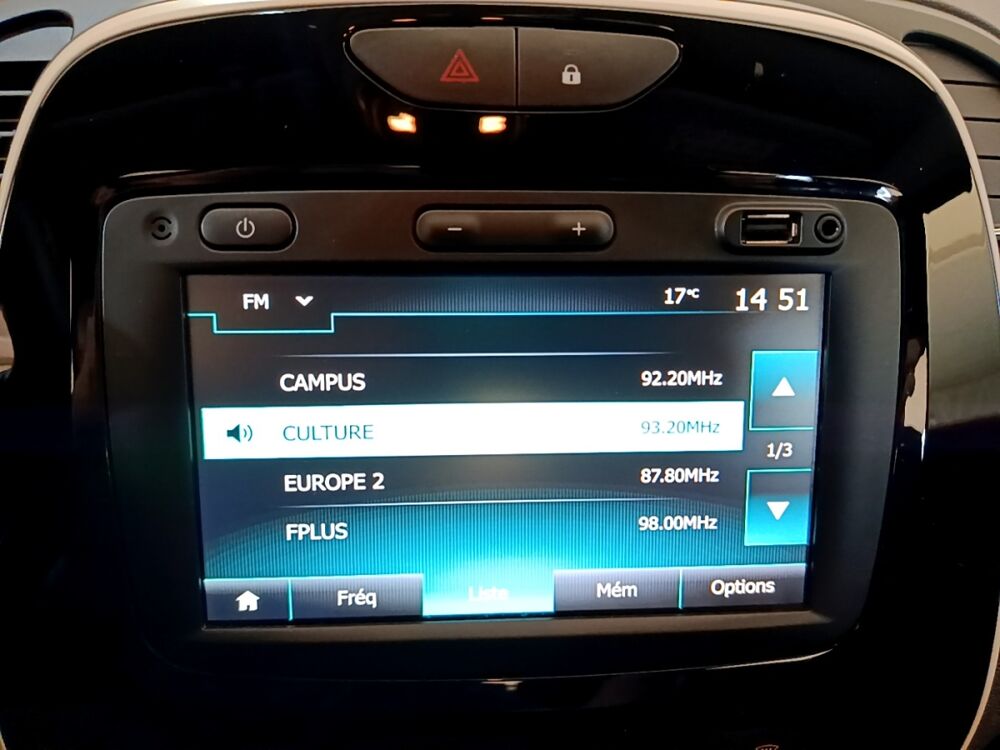 FM 17°C 14 51
CAMPUS 92.20MHz
CULTURE 93.20MHz
1/3
EUROPE 2 87.80MHz
FPLUS 98.00MHz
Fréq Liste Mém Options